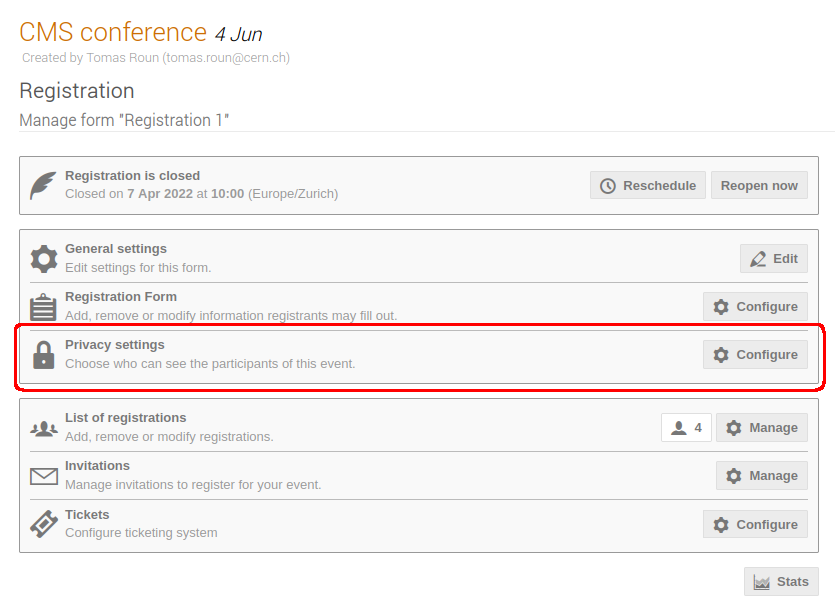 CMS conference 4 Jun
Created by Tomas Roun (tomas.roun@cern.ch)
Registration
Manage form "Registration 1"
Registration is closed
Closed on 7 Apr 2022 at 10:00 (Europe/Zurich)
Reschedule
Reopen now
General settings
Edit settings for this form.
Edit
Registration Form
Add, remove or modify information registrants may fill out.
Configure
Privacy settings
Choose who can see the participants of this event.
Configure
List of registrations
Add, remove or modify registrations.
4
Manage
Invitations
Manage invitations to register for your event.
Manage
Tickets
Configure ticketing system
Configure
Stats